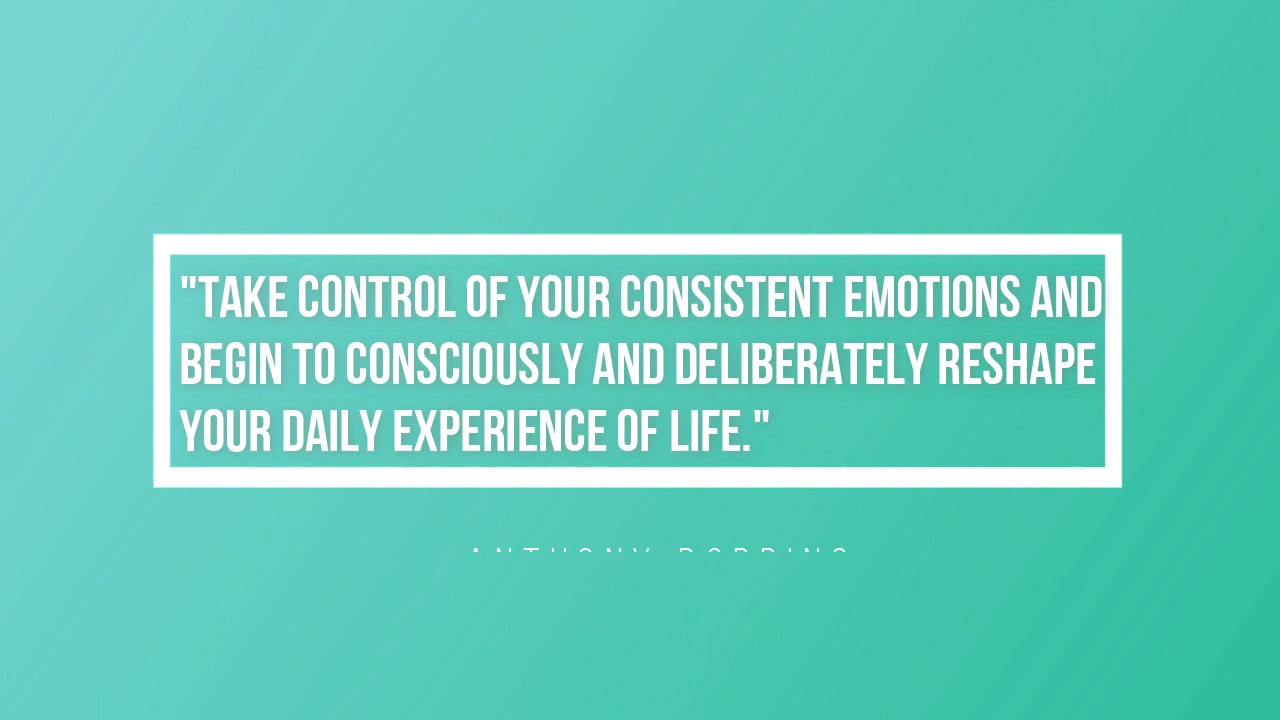 "TAKE CONTROL OF YOUR CONSISTENT EMOTIONS AND
BEGIN TO CONSCIOUSLY AND DELIBERATELY RESHAPE
YOUR DAILY EXPERIENCE OF LIFE."